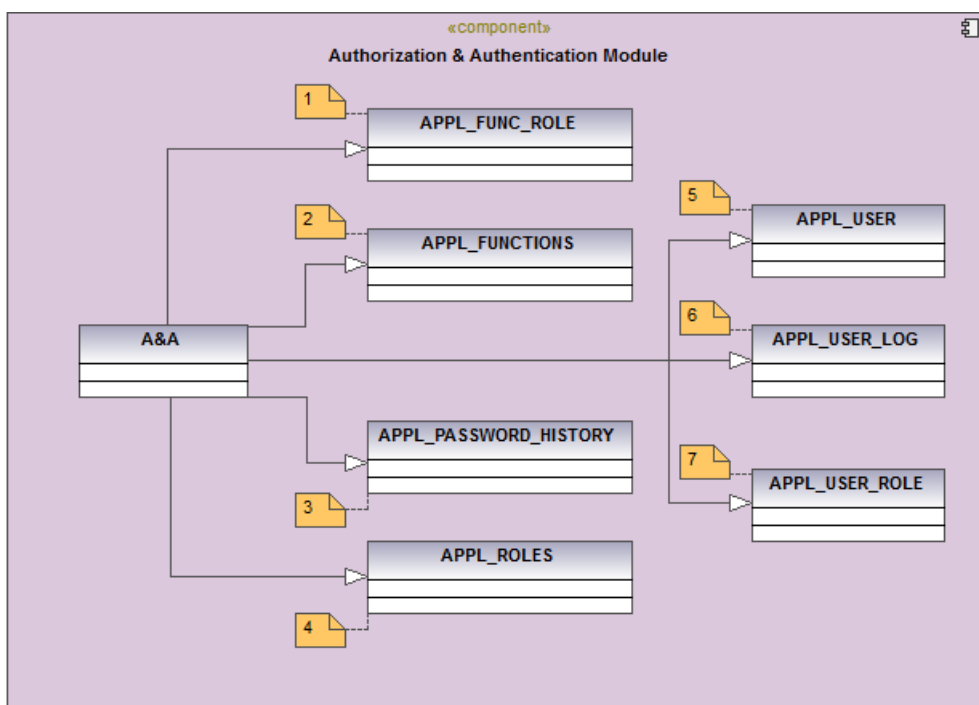 «component»
Authorization & Authentication Module
1
APPL_FUNC_ROLE
2
APPL_FUNCTIONS
5
APPL_USER
A&A
6
APPL_USER_LOG
APPL_PASSWORD_HISTORY
3
7
APPL_USER_ROLE
APPL_ROLES
4